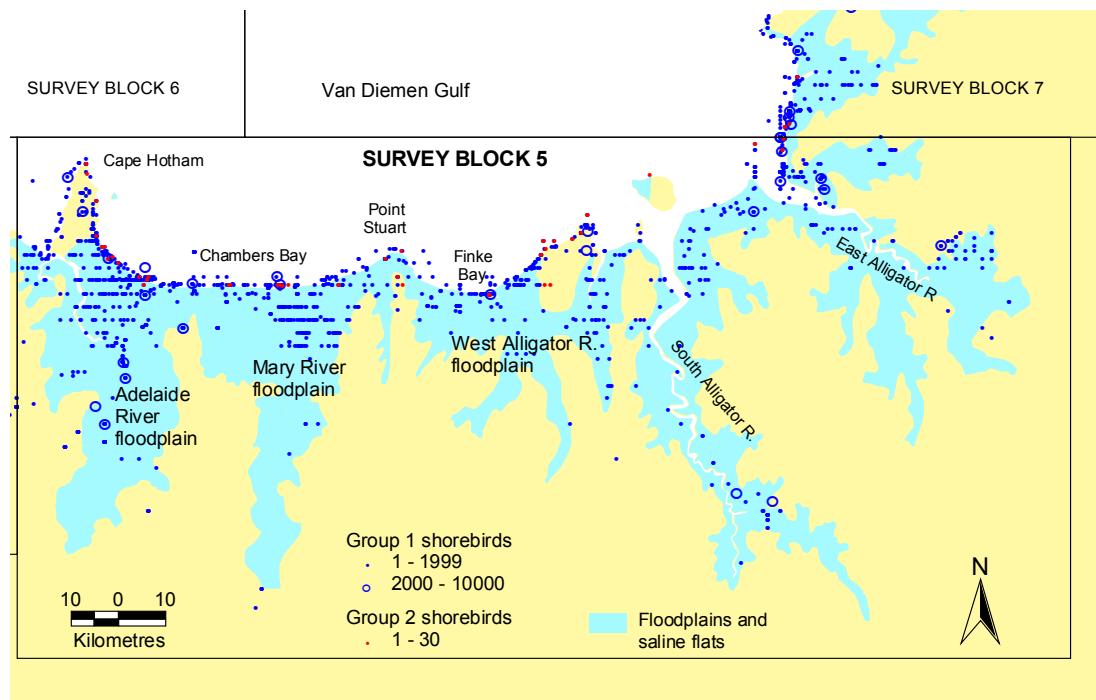 SURVEY BLOCK 6
Van Diemen Gulf
SURVEY BLOCK 7
Cape Hotham
SURVEY BLOCK 5
Point
Stuart
Chambers Bay
Finke
Bay
East Alligator R
West Alligator R.
floodplain
Mary River
floodplain
South Alligator R.
Adelaide
River
floodplain
Group 1 shorebirds
1 - 1999
2000 - 10000
Group 2 shorebirds
1 - 30
10 0 10
Kilometres
Floodplains and
saline flats
N